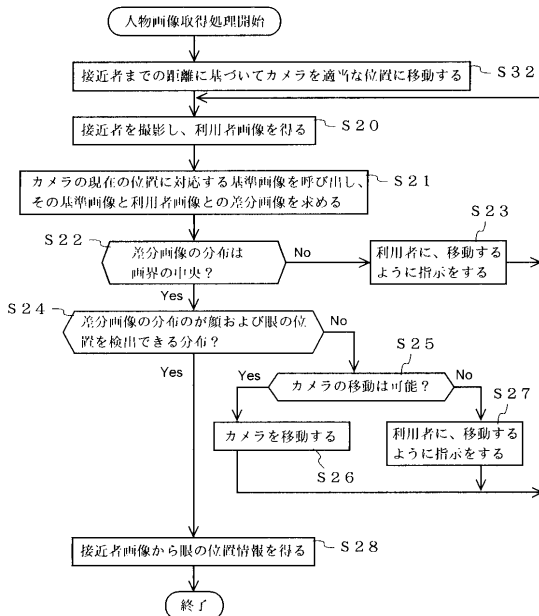 人物画像取得処理開始
接近者までの距離に基づいてカメラを適当な位置に移動する
S32
接近者を撮影し、利用者画像を得る
S20
カメラの現在の位置に対応する基準画像を呼び出し、
その基準画像と利用者画像との差分画像を求める
S21
S22
差分画像の分布は
画界の中央？
No
S23
利用者に、移動する
ように指示をする
Yes
S24
差分画像の分布のが顔および眼の位
置を検出できる分布？
No
Yes
S25
カメラの移動は可能？
Yes
No
カメラを移動する
S26
S27
利用者に、移動する
ように指示をする
接近者画像から眼の位置情報を得る
S28
終了